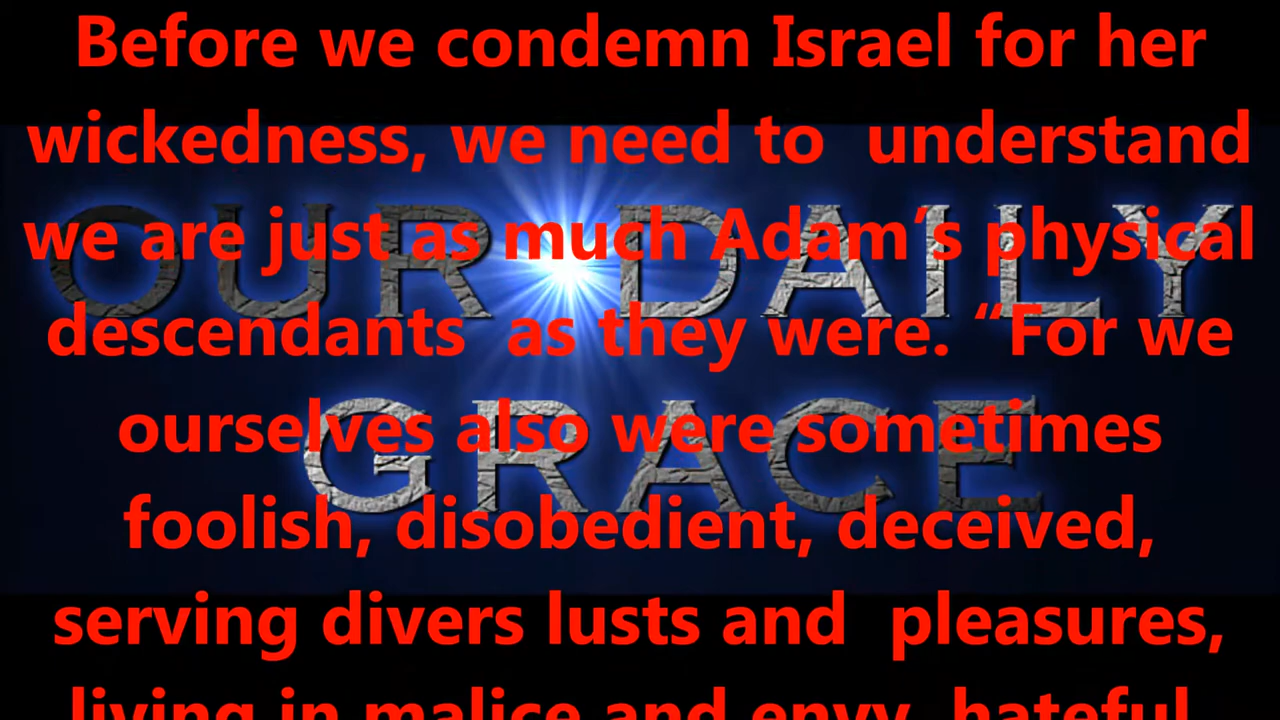 Before we condemn Israel for her
wickedness, we need to understand
we are just as much Adam’s physical
descendants as they were. “For we
ourselves also were sometimes
foolish, disobedient, deceived,
serving divers lusts and pleasures,
living in malice and envy, hateful,
OUR DAILY
GRACE